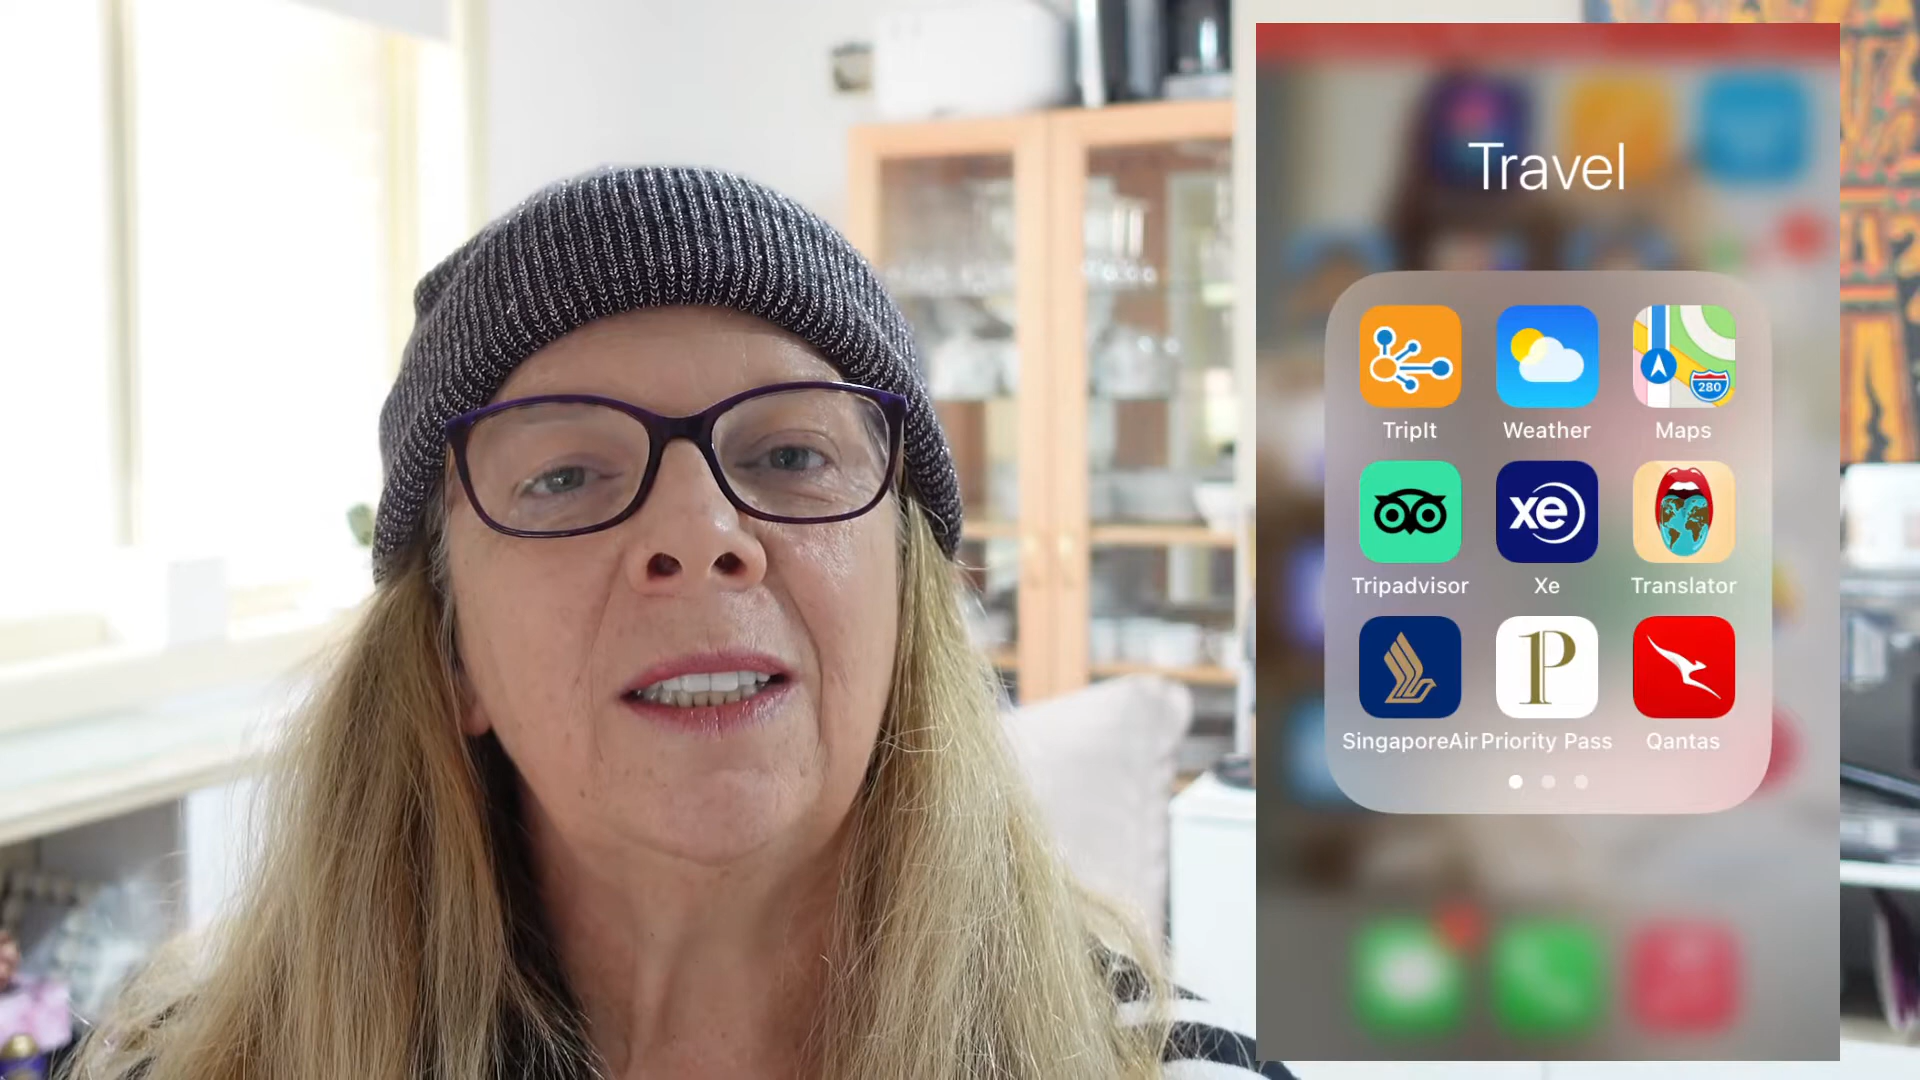 Travel
280
TripIt
Weather
Maps
xe
Tripadvisor
Xe
Translator
P
SingaporeAir
Priority Pass
Qantas